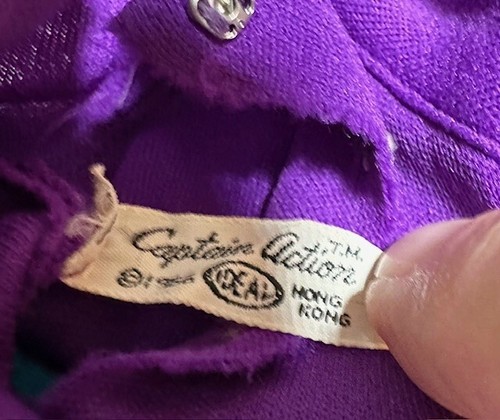 Captain Action T.M.
© IDEAL HONG
KONG